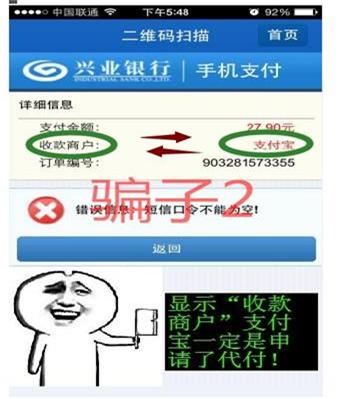 中国联通 下午5:48 92%
二维码扫描 首页
兴业银行 手机支付
INDUSTRIAL BANK CO.,LTD.
详细信息
支付金额: 27.90元
收款商户: 支付宝
订单编号: 903281573355
骗子2
错误信息:短信口令不能为空!
返回
显示“收款
商户”支付
宝一定是申
请了代付!